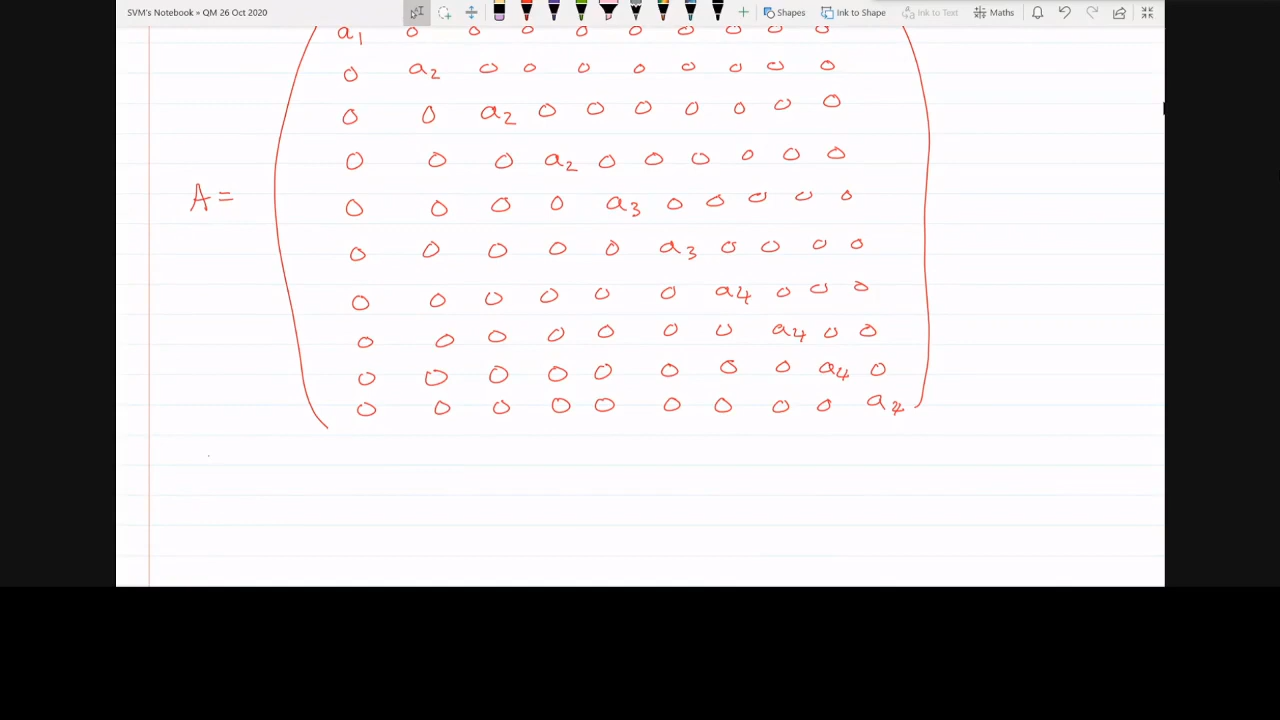 SVM's Notebook » QM 26 Oct 2020 Shapes Ink to Shape Ink to Text Maths
a₁ 0 0 0 0 0 0 0 0 0
0 a₂ 0 0 0 0 0 0 0 0
0 0 a₂ 0 0 0 0 0 0 0
0 0 0 a₂ 0 0 0 0 0 0
A = 0 0 0 0 a₃ 0 0 0 0 0
0 0 0 0 0 a₃ 0 0 0 0
0 0 0 0 0 0 a₄ 0 0 0
0 0 0 0 0 0 0 a₄ 0 0
0 0 0 0 0 0 0 0 a₄ 0
0 0 0 0 0 0 0 0 0 a₄